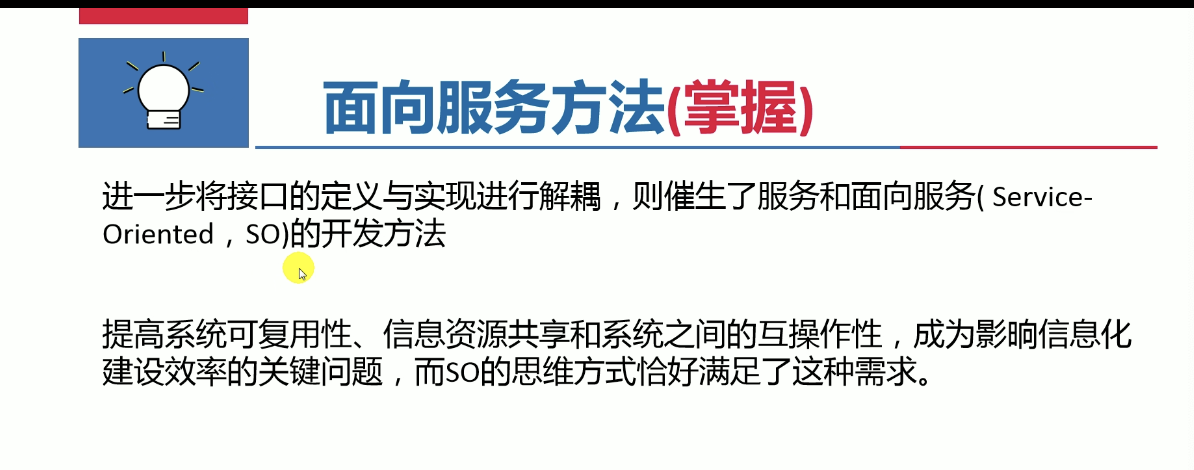 面向服务方法(掌握)
进一步将接口的定义与实现进行解耦，则催生了服务和面向服务( Service-
Oriented，SO)的开发方法
提高系统可复用性、信息资源共享和系统之间的互操作性，成为影响信息化
建设效率的关键问题，而SO的思维方式恰好满足了这种需求。